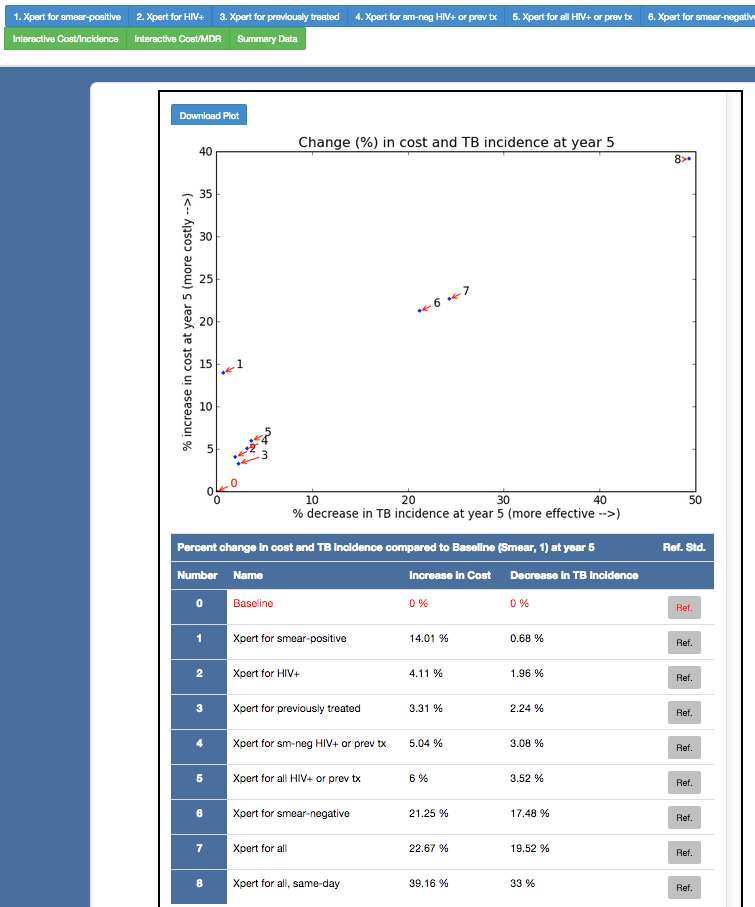 1. Xpert for smear-positive 2. Xpert for HIV+ 3. Xpert for previously treated 4. Xpert for sm-neg HIV+ or prev tx 5. Xpert for all HIV+ or prev tx 6. Xpert for smear-negative
Interactive Cost/Incidence Interactive Cost/MDR Summary Data
Download Plot
Change (%) in cost and TB incidence at year 5
40
8
35
30
25
7
6
20
15
1
10
5
4
5
2
3
0
0
0 10 20 30 40 50
% increase in cost at year 5 (more costly -->)
% decrease in TB incidence at year 5 (more effective -->)
Percent change in cost and TB incidence compared to Baseline (Smear, 1) at year 5 Ref. Std.
Number Name Increase in Cost Decrease in TB Incidence
0 Baseline 0 % 0 % Ref.
1 Xpert for smear-positive 14.01 % 0.68 % Ref.
2 Xpert for HIV+ 4.11 % 1.96 % Ref.
3 Xpert for previously treated 3.31 % 2.24 % Ref.
4 Xpert for sm-neg HIV+ or prev tx 5.04 % 3.08 % Ref.
5 Xpert for all HIV+ or prev tx 6 % 3.52 % Ref.
6 Xpert for smear-negative 21.25 % 17.48 % Ref.
7 Xpert for all 22.67 % 19.52 % Ref.
8 Xpert for all, same-day 39.16 % 33 % Ref.